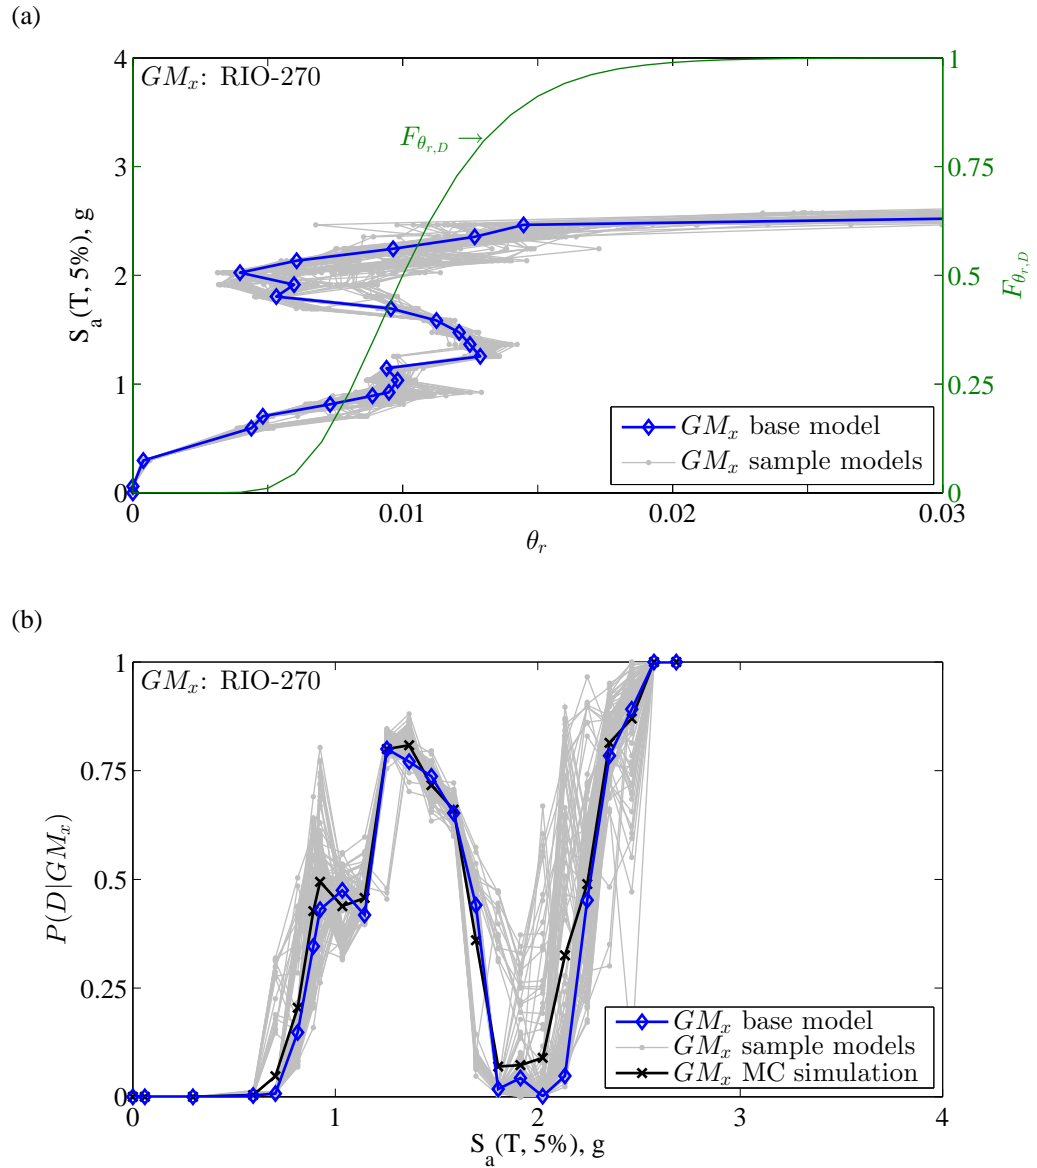 (a)
GMx: RIO-270
Fθr,D →
4
3
2
1
0
Sa(T, 5%), g
1
0.75
0.5
0.25
0
Fθr,D
GMx base model
GMx sample models
0
0.01
0.02
0.03
θr
(b)
GMx: RIO-270
1
0.75
0.5
0.25
0
P(D|GMx)
GMx base model
GMx sample models
GMx MC simulation
0
1
2
3
4
Sa(T, 5%), g